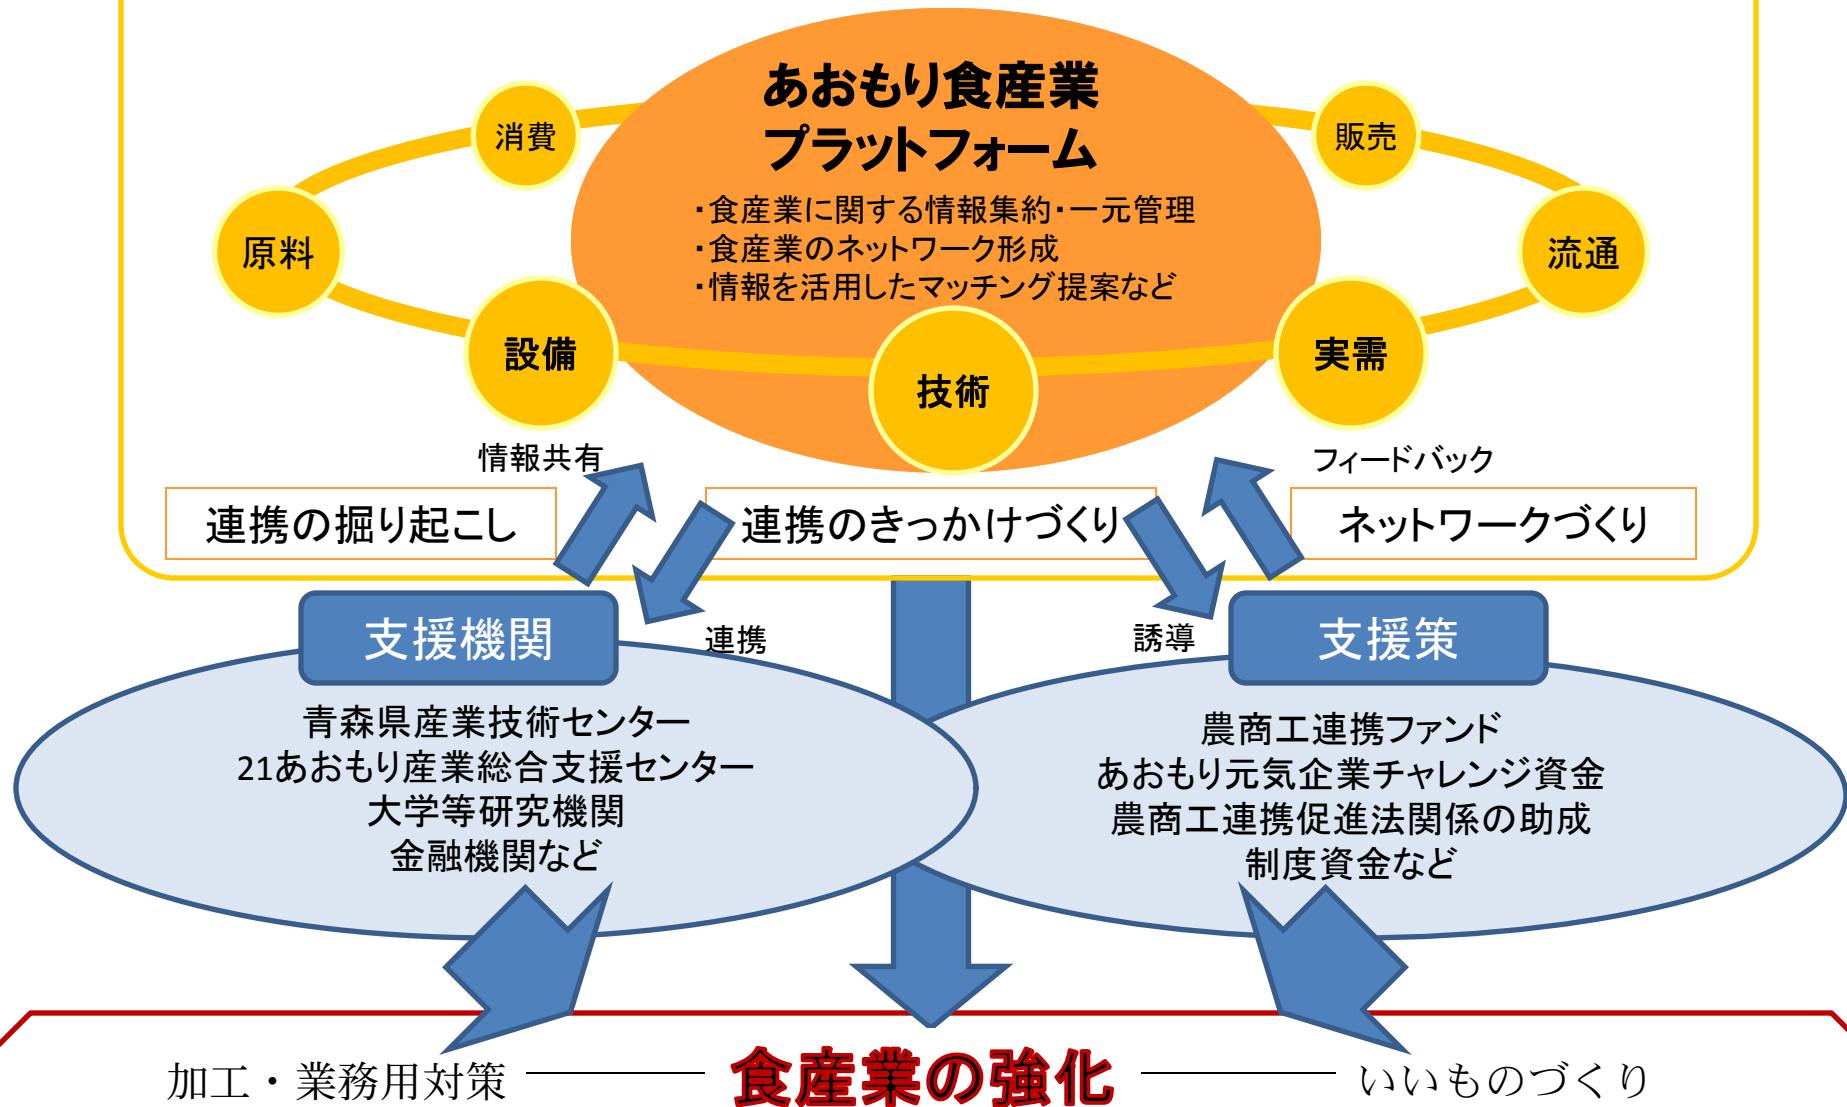 あおもり食産業
プラットフォーム
・食産業に関する情報集約・一元管理
・食産業のネットワーク形成
・情報を活用したマッチング提案など
消費
販売
原料
流通
設備
技術
実需
情報共有
フィードバック
連携の掘り起こし
連携のきっかけづくり
ネットワークづくり
支援機関
連携
誘導
支援策
青森県産業技術センター
21あおもり産業総合支援センター
大学等研究機関
金融機関など
農商工連携ファンド
あおもり元気企業チャレンジ資金
農商工連携促進法関係の助成
制度資金など
加工・業務用対策
食産業の強化
いいものづくり